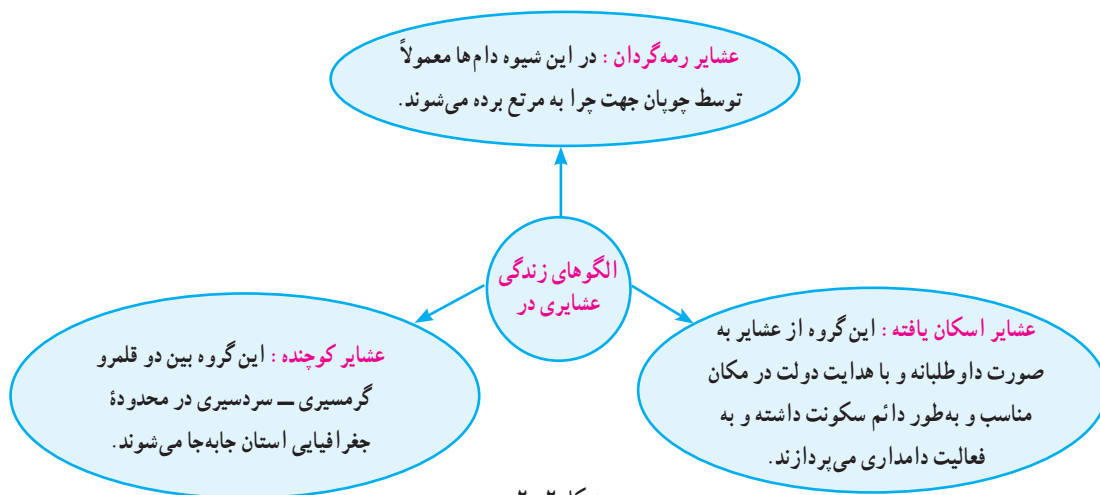 عشایر رمه‌گردان : در این شیوه دام‌ها معمولاً
توسط چوپان جهت چرا به مرتع برده می‌شوند.
الگوهای زندگی
عشایری در
عشایر اسکان یافته : این گروه از عشایر به
صورت داوطلبانه و با هدایت دولت در مکان
مناسب و به‌طور دائم سکونت داشته و به
فعالیت دامداری می‌پردازند.
عشایر کوچنده : این گروه بین دو قلمرو
گرمسیری ــ سردسیری در محدودهٔ
جغرافیایی استان جابه‌جا می‌شوند.